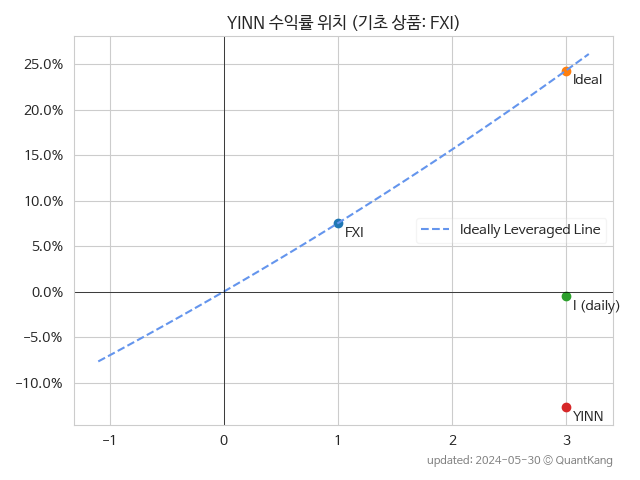 YINN 수익률 위치 (기초 상품: FXI)
25.0%
20.0%
15.0%
10.0%
5.0%
0.0%
−5.0%
−10.0%
Ideal
FXI
Ideally Leveraged Line
I (daily)
YINN
−1
0
1
2
3
updated: 2024-05-30 © QuantKang